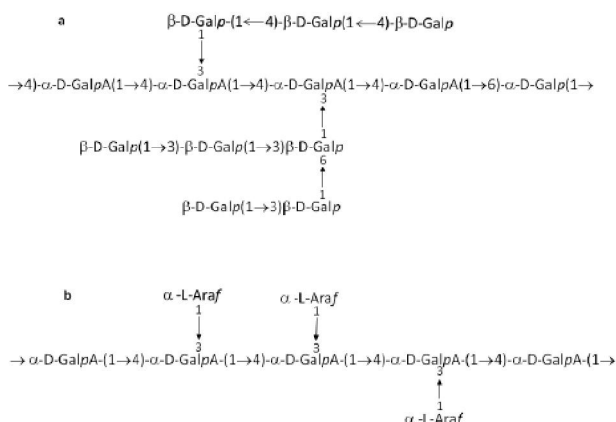 a β-D-Galp-(1←4)-β-D-Galp(1←4)-β-D-Galp
1
↓
3
→4)-α-D-GalpA(1→4)-α-D-GalpA(1→4)-α-D-GalpA(1→4)-α-D-GalpA(1→6)-α-D-Galp(1→
3
↑
1
β-D-Galp(1→3)-β-D-Galp(1→3)β-D-Galp
6
↑
1
β-D-Galp(1→3)β-D-Galp
b α -L-Araf α -L-Araf
1 1
↓ ↓
3 3
→ α-D-GalpA-(1→4)-α-D-GalpA-(1→4)-α-D-GalpA-(1→4)-α-D-GalpA-(1→4)-α-D-GalpA-(1→
3
↑
1
α -L-Araf